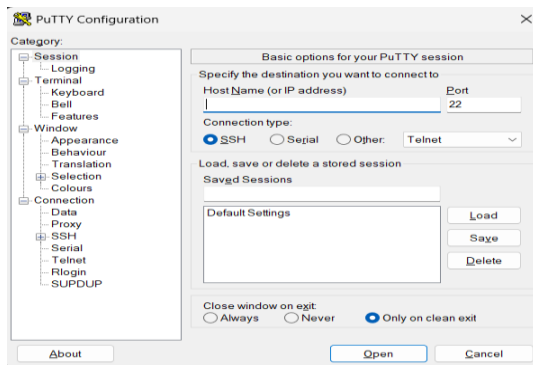 PuTTY Configuration
Category:
Session
Logging
Terminal
Keyboard
Bell
Features
Window
Appearance
Behaviour
Translation
Selection
Colours
Connection
Data
Proxy
SSH
Serial
Telnet
Rlogin
SUPDUP
Basic options for your PuTTY session
Specify the destination you want to connect to
Host Name (or IP address) Port
22
Connection type:
SSH Serial Other: Telnet
Load, save or delete a stored session
Saved Sessions
Default Settings
Load
Save
Delete
Close window on exit:
Always Never Only on clean exit
About Open Cancel